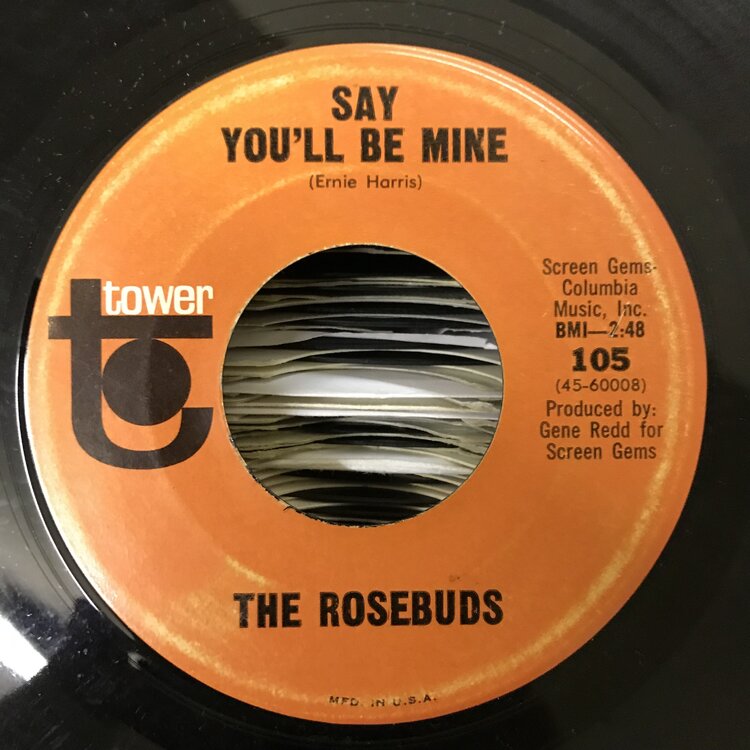 SAY
YOU'LL BE MINE
(Ernie Harris)
tower
Screen Gems-
Columbia
Music, Inc.
BMI—2:48
105
(45-60008)
Produced by:
Gene Redd for
Screen Gems
THE ROSEBUDS
MFD. IN U.S.A.